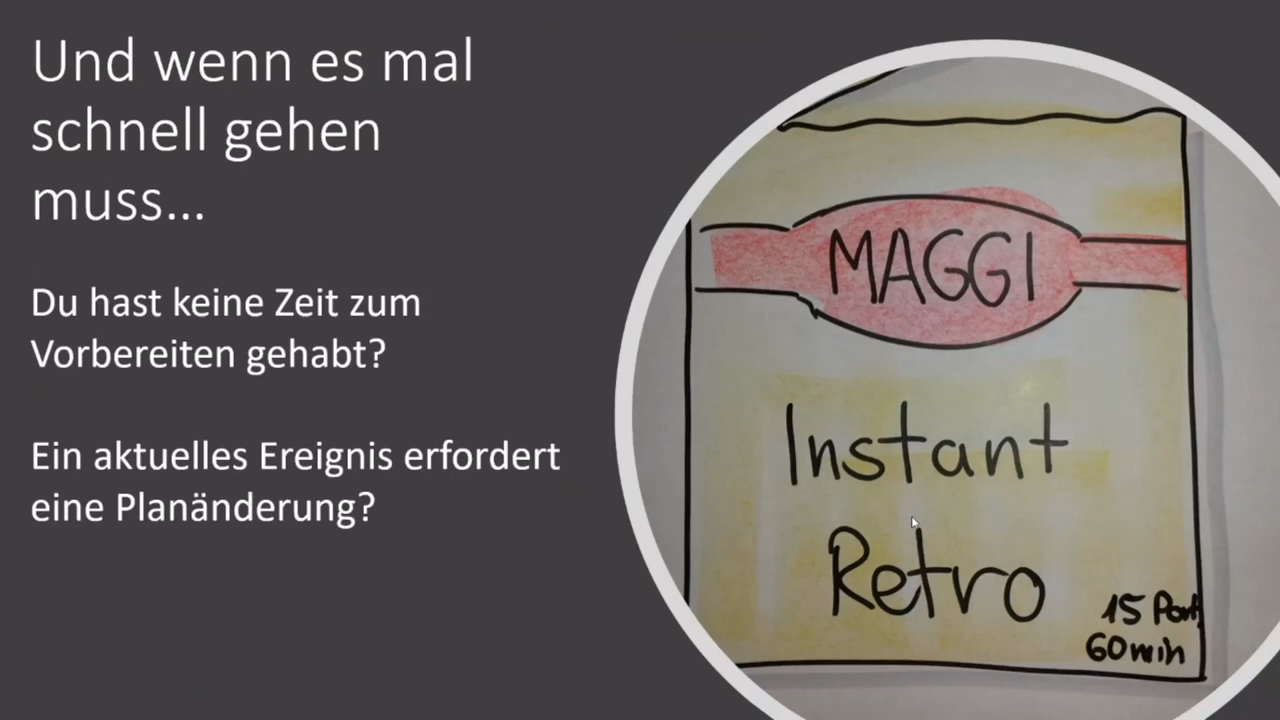 Und wenn es mal
schnell gehen
muss...
Du hast keine Zeit zum
Vorbereiten gehabt?
Ein aktuelles Ereignis erfordert
eine Planänderung?
MAGGI
Instant
Retro
15 Port
60 min